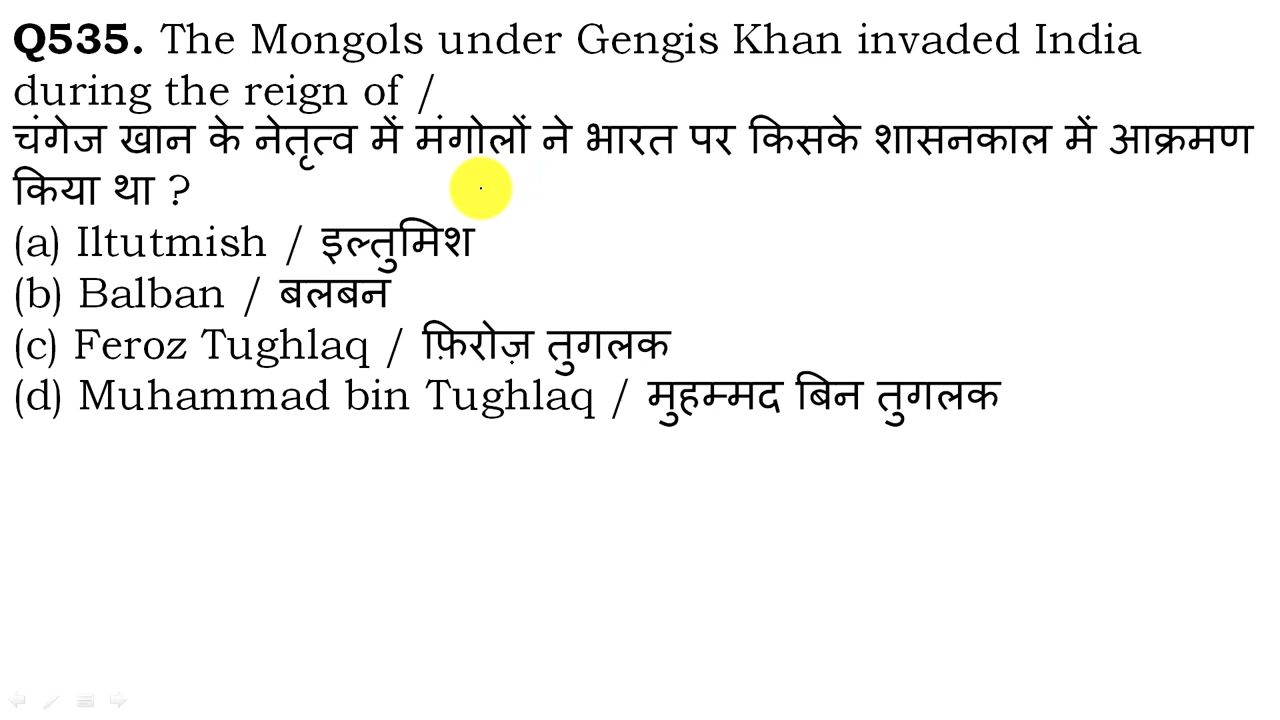 Q535. The Mongols under Gengis Khan invaded India
during the reign of /
चंगेज खान के नेतृत्व में मंगोलों ने भारत पर किसके शासनकाल में आक्रमण
किया था ?
(a) Iltutmish / इल्तुमिश
(b) Balban / बलबन
(c) Feroz Tughlaq / फ़िरोज़ तुगलक
(d) Muhammad bin Tughlaq / मुहम्मद बिन तुगलक